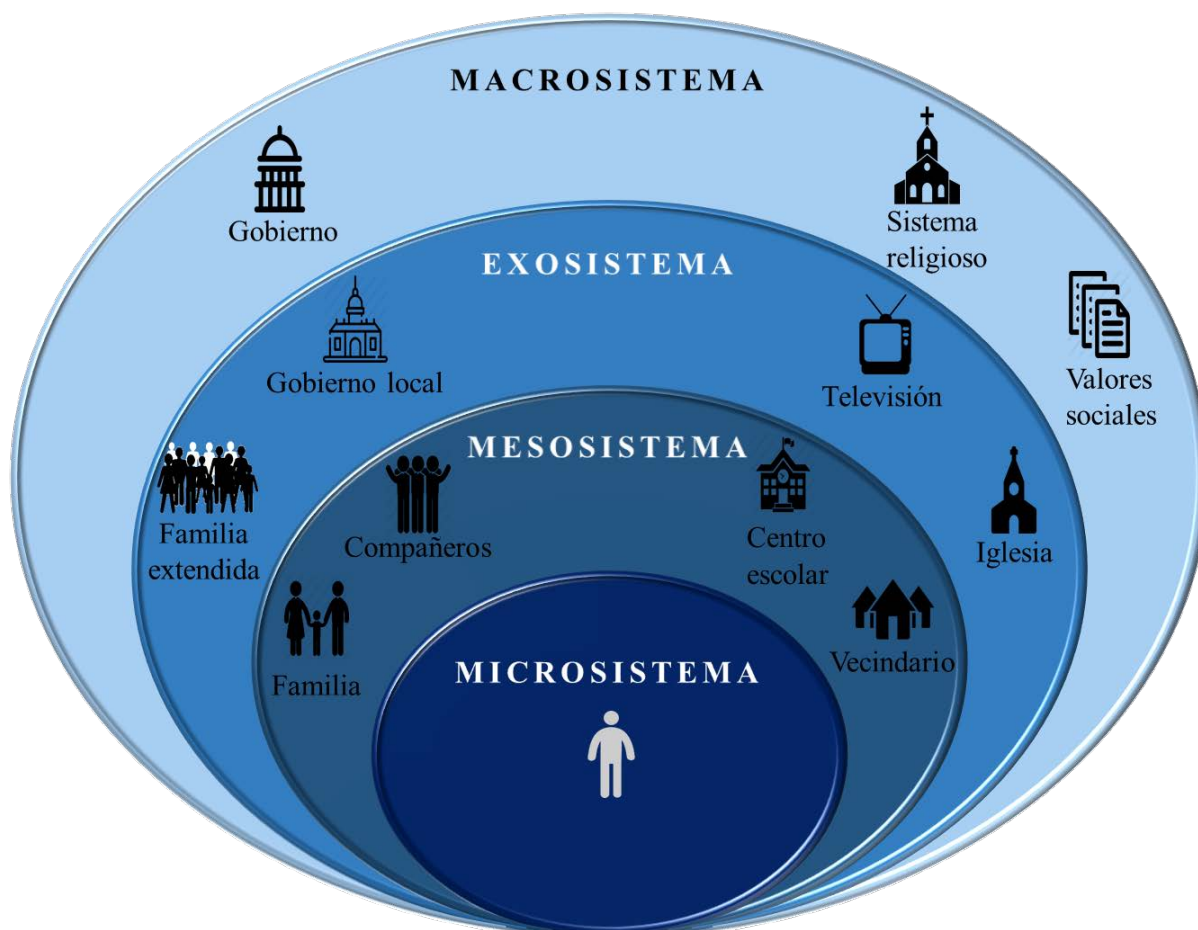 MACROSISTEMA
Gobierno
Sistema
religioso
EXOSISTEMA
Gobierno local
Televisión
Valores
sociales
MESOSISTEMA
Familia
extendida
Compañeros
Centro
escolar
Iglesia
Familia
Vecindario
MICROSISTEMA